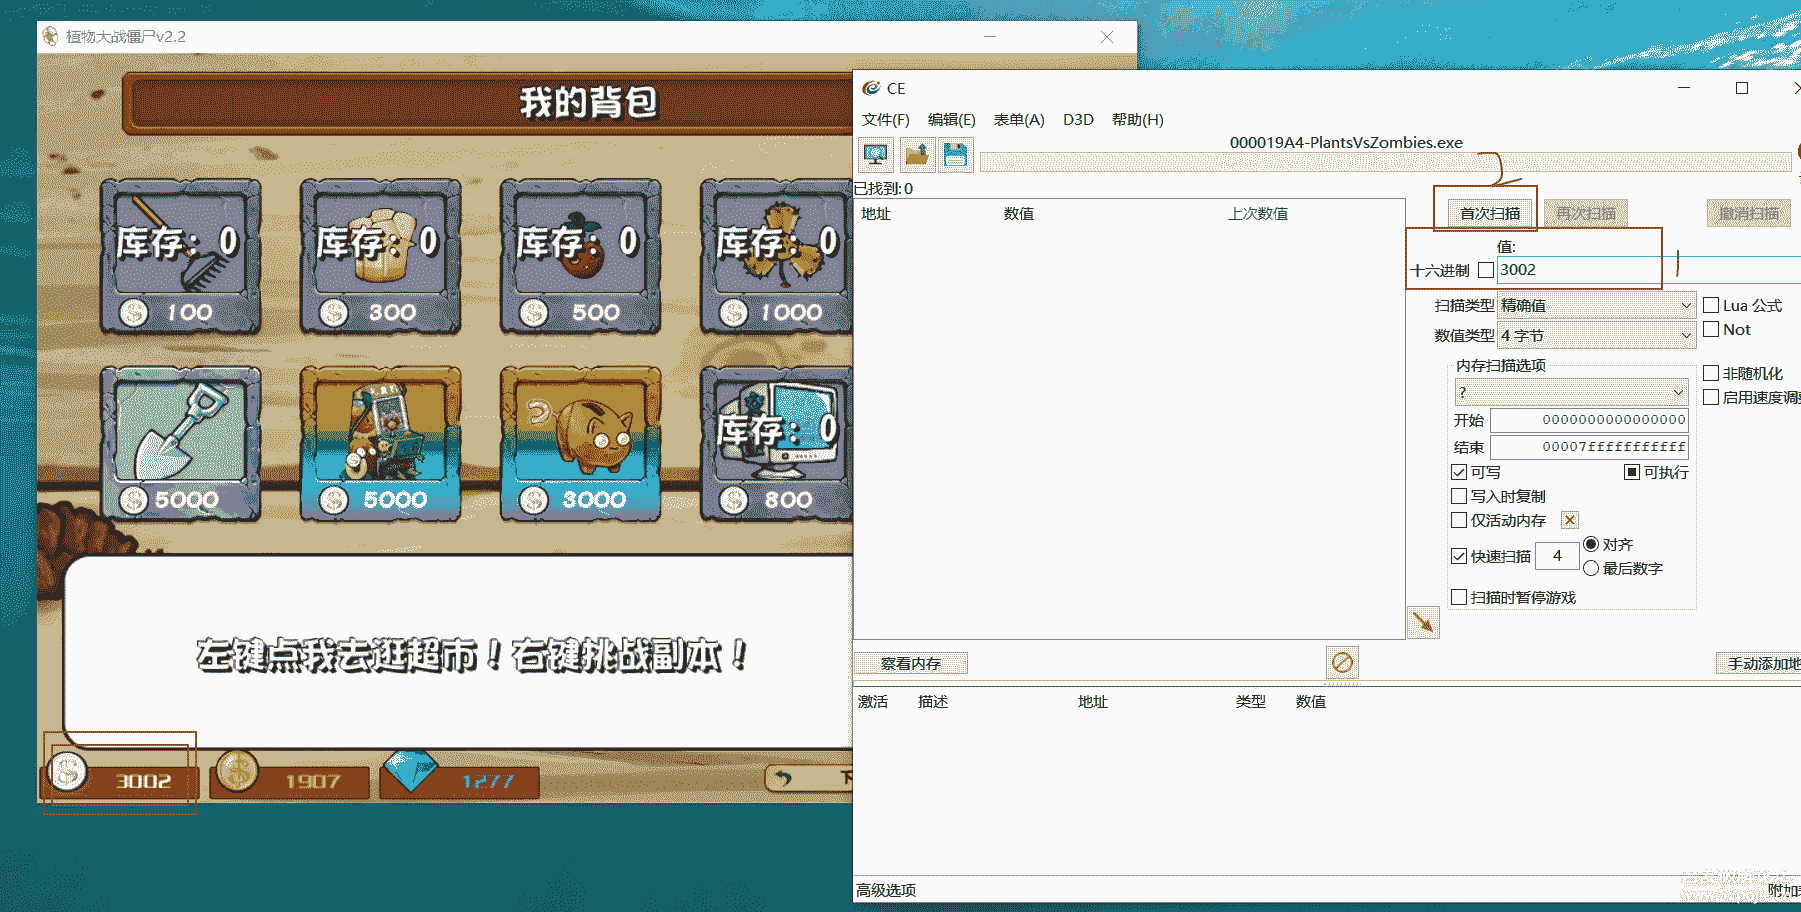 植物大战僵尸v2.2
我的背包
库存：0
库存：0
库存：0
库存：0
100
300
500
1000
库存：0
5000
5000
3000
800
左键点我去逛超市！右键挑战副本！
3002
1907
1277
下
CE
文件(F) 编辑(E) 表单(A) D3D 帮助(H)
000019A4-PlantsVsZombies.exe
已找到:0
地址 数值 上次数值
首次扫描 再次扫描 撤消扫描
值:
十六进制 3002
扫描类型 精确值
Lua 公式
数值类型 4 字节
Not
内存扫描选项
?
非随机化
启用速度调整
开始 0000000000000000
结束 00007fffffffffff
可写 可执行
写入时复制
仅活动内存
快速扫描 4 对齐
最后数字
扫描时暂停游戏
察看内存 手动添加地
激活 描述 地址 类型 数值
高级选项 附加